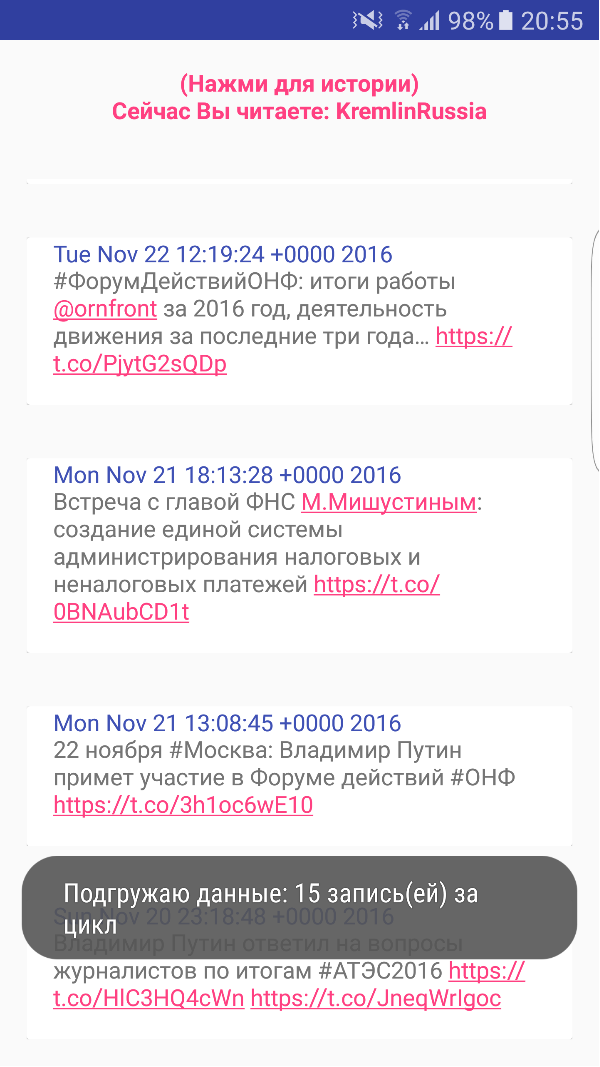 98% 20:55
(Нажми для истории)
Сейчас Вы читаете: KremlinRussia
Tue Nov 22 12:19:24 +0000 2016
#ФорумДействийОНФ: итоги работы
@ornfront за 2016 год, деятельность
движения за последние три года… https://
t.co/PjytG2sQDp
Mon Nov 21 18:13:28 +0000 2016
Встреча с главой ФНС М.Мишустиным:
создание единой системы
администрирования налоговых и
неналоговых платежей https://t.co/
0BNAubCD1t
Mon Nov 21 13:08:45 +0000 2016
22 ноября #Москва: Владимир Путин
примет участие в Форуме действий #ОНФ
https://t.co/3h1oc6wE10
Подгружаю данные: 15 запись(ей) за
цикл
Sun Nov 20 23:18:48 +0000 2016
Владимир Путин ответил на вопросы
журналистов по итогам #АТЭС2016 https://
t.co/HlC3HQ4cWn https://t.co/JneqWrIgoc